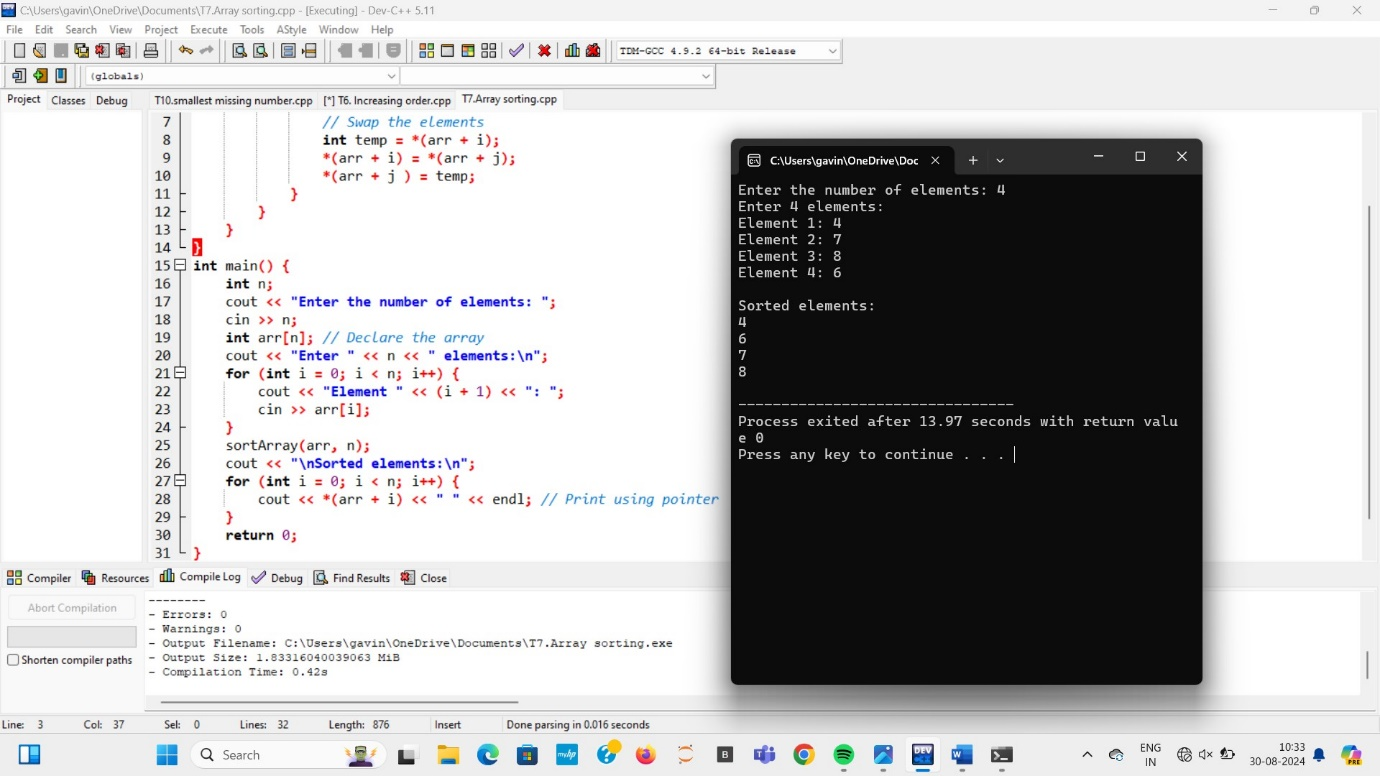 C:\Users\gavin\OneDrive\Documents\T7.Array sorting.cpp - [Executing] - Dev-C++ 5.11
File Edit Search View Project Execute Tools AStyle Window Help
TDM-GCC 4.9.2 64-bit Release
(globals)
Project Classes Debug
T10.smallest missing number.cpp [*] T6. Increasing order.cpp T7.Array sorting.cpp
7 // Swap the elements
8 int temp = *(arr + i);
9 *(arr + i) = *(arr + j);
10 *(arr + j ) = temp;
11 }
12 }
13 }
14 }
15 int main() {
16 int n;
17 cout << "Enter the number of elements: ";
18 cin >> n;
19 int arr[n]; // Declare the array
20 cout << "Enter " << n << " elements:\n";
21 for (int i = 0; i < n; i++) {
22 cout << "Element " << (i + 1) << ": ";
23 cin >> arr[i];
24 }
25 sortArray(arr, n);
26 cout << "\nSorted elements:\n";
27 for (int i = 0; i < n; i++) {
28 cout << *(arr + i) << " " << endl; // Print using pointer
29 }
30 return 0;
31 }
C:\Users\gavin\OneDrive\Doc
Enter the number of elements: 4
Enter 4 elements:
Element 1: 4
Element 2: 7
Element 3: 8
Element 4: 6
Sorted elements:
4
6
7
8
--------------------------------
Process exited after 13.97 seconds with return valu
e 0
Press any key to continue . . .
Compiler Resources Compile Log Debug Find Results Close
Abort Compilation
Shorten compiler paths
--------
- Errors: 0
- Warnings: 0
- Output Filename: C:\Users\gavin\OneDrive\Documents\T7.Array sorting.exe
- Output Size: 1.83316040039063 MiB
- Compilation Time: 0.42s
Line: 3 Col: 37 Sel: 0 Lines: 32 Length: 876 Insert Done parsing in 0.016 seconds
Search
myhp
B
DEV
ENG
IN
10:33
30-08-2024
PRE